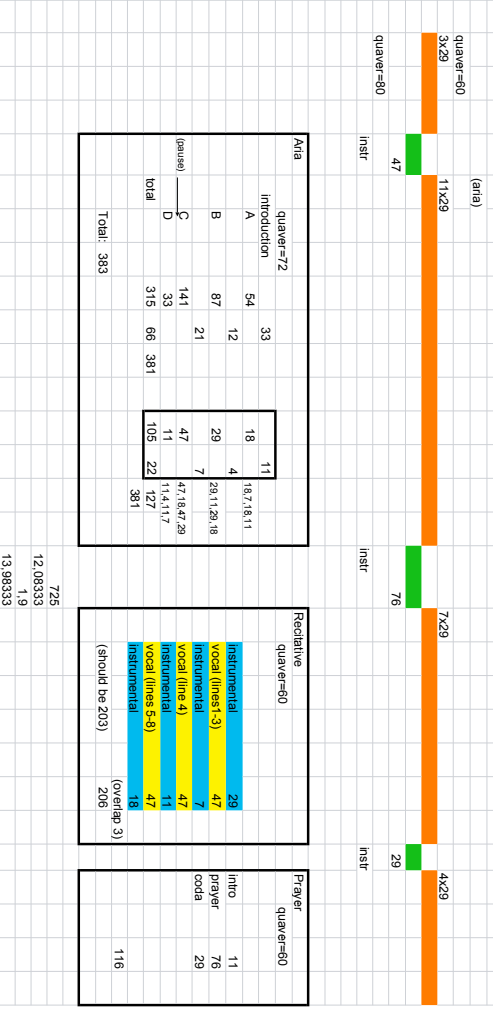 quaver=60
3x29
quaver=80
instr
47
(aria)
11x29
instr
76
7x29
instr
29
4x29
Aria
quaver=72
introduction 33 11
A 54 18 18,7,18,11
12 4
B 87 29 29,11,29,18
21 7
(pause) C 141 47 47,18,47,29
D 33 11 11,4,11,7
total 315 66 381 105 22 127
381
Total: 383
Recitative
quaver=60
instrumental 29
vocal (lines1-3) 47
instrumental 7
vocal (line 4) 47
instrumental 11
vocal (lines 5-8) 47
instrumental 18
(overlap 3)
(should be 203) 206
Prayer
quaver=60
intro 11
prayer 76
coda 29
116
725
12,08333
1,9
13,98333